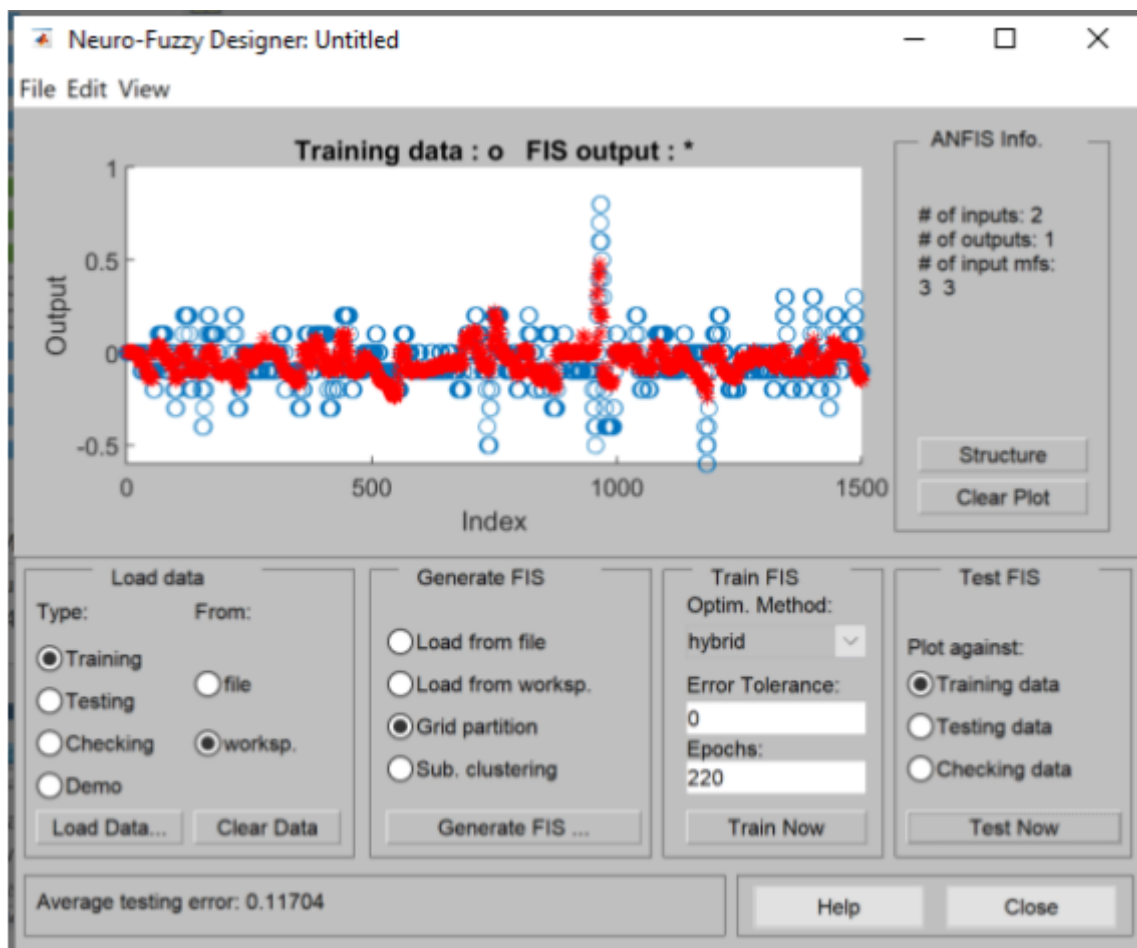 Neuro-Fuzzy Designer: Untitled
File Edit View
Training data : o FIS output : *
1
0.5
0
-0.5
Output
0 500 1000 1500
Index
ANFIS Info.
# of inputs: 2
# of outputs: 1
# of input mfs:
3 3
Structure
Clear Plot
Load data
Type: From:
Training
file
Testing
Checking
worksp.
Demo
Load Data... Clear Data
Generate FIS
Load from file
Load from worksp.
Grid partition
Sub. clustering
Generate FIS ...
Train FIS
Optim. Method:
hybrid
Error Tolerance:
0
Epochs:
220
Train Now
Test FIS
Plot against:
Training data
Testing data
Checking data
Test Now
Average testing error: 0.11704
Help Close